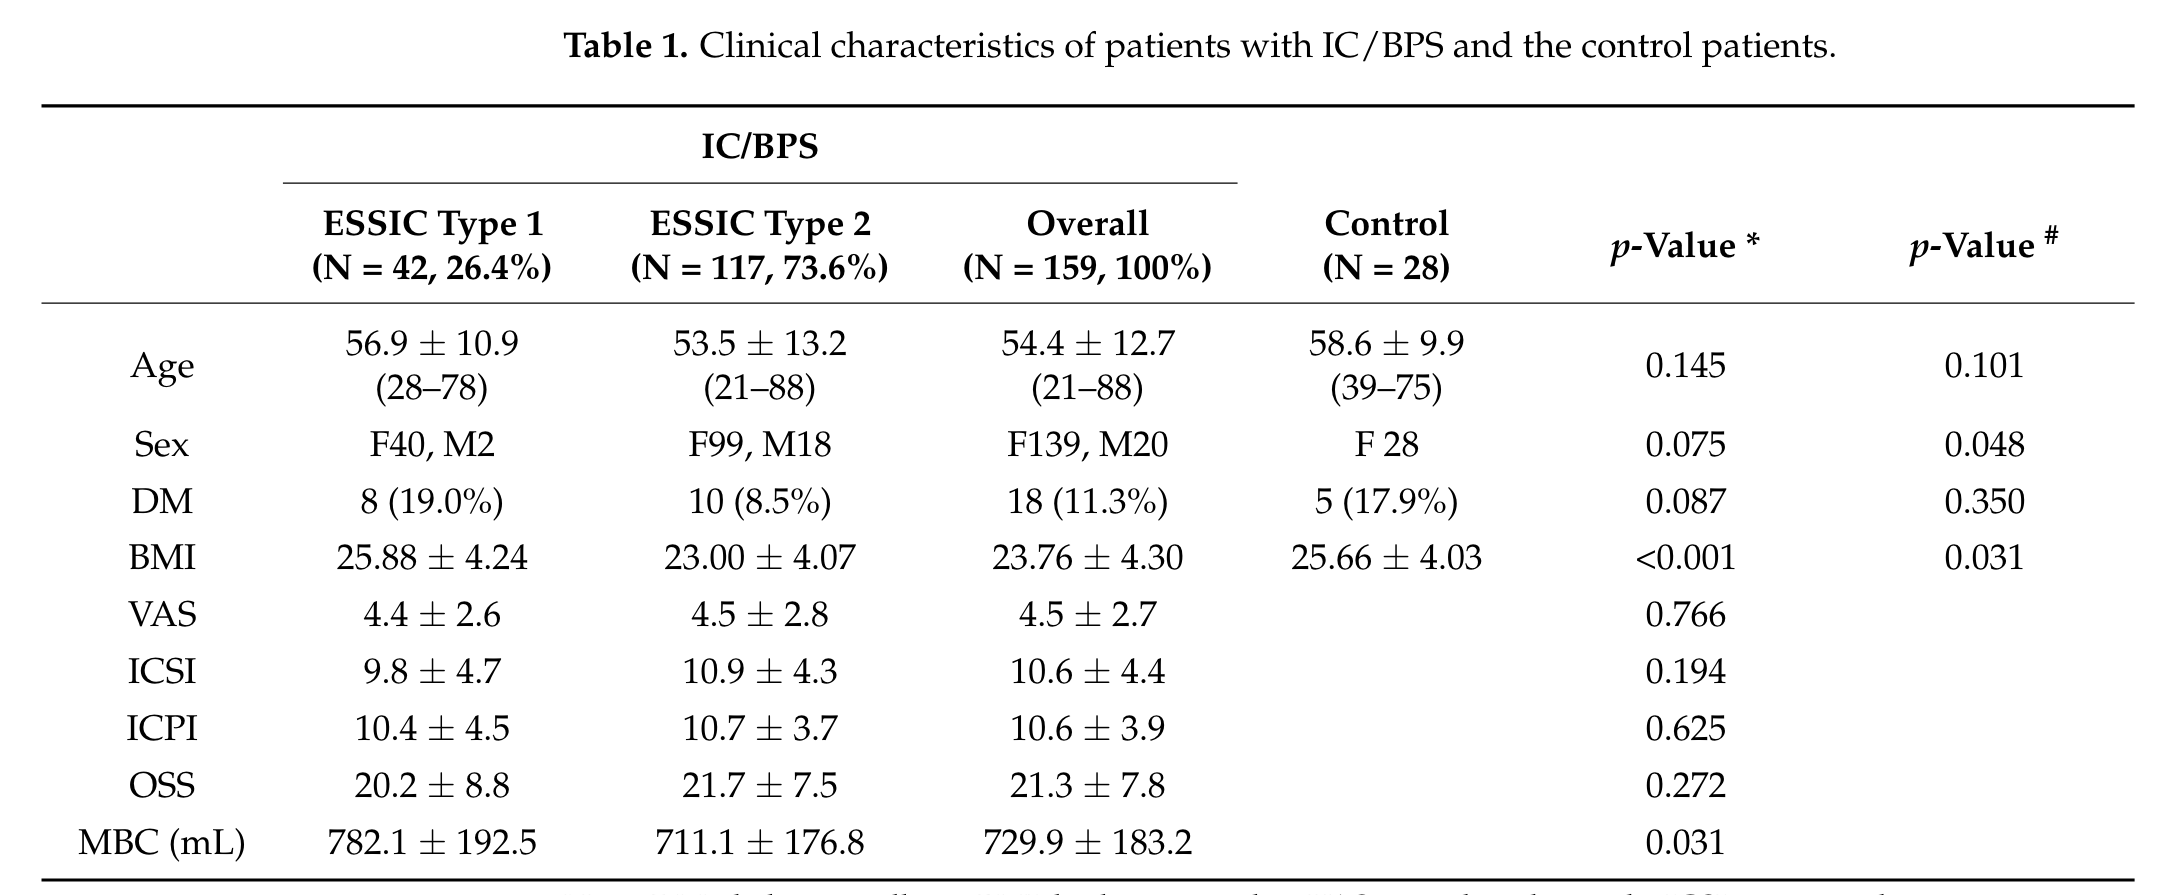 Table 1. Clinical characteristics of patients with IC/BPS and the control patients.
IC/BPS
ESSIC Type 1 ESSIC Type 2 Overall Control p-Value * p-Value #
(N = 42, 26.4%) (N = 117, 73.6%) (N = 159, 100%) (N = 28)
Age 56.9 ± 10.9 53.5 ± 13.2 54.4 ± 12.7 58.6 ± 9.9 0.145 0.101
(28–78) (21–88) (21–88) (39–75)
Sex F40, M2 F99, M18 F139, M20 F 28 0.075 0.048
DM 8 (19.0%) 10 (8.5%) 18 (11.3%) 5 (17.9%) 0.087 0.350
BMI 25.88 ± 4.24 23.00 ± 4.07 23.76 ± 4.30 25.66 ± 4.03 <0.001 0.031
VAS 4.4 ± 2.6 4.5 ± 2.8 4.5 ± 2.7 0.766
ICSI 9.8 ± 4.7 10.9 ± 4.3 10.6 ± 4.4 0.194
ICPI 10.4 ± 4.5 10.7 ± 3.7 10.6 ± 3.9 0.625
OSS 20.2 ± 8.8 21.7 ± 7.5 21.3 ± 7.8 0.272
MBC (mL) 782.1 ± 192.5 711.1 ± 176.8 729.9 ± 183.2 0.031